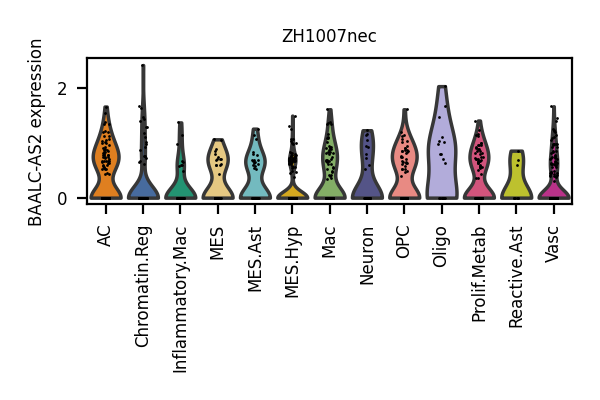 ZH1007nec
BAALC-AS2 expression
2
0
AC
Chromatin.Reg
Inflammatory.Mac
MES
MES.Ast
MES.Hyp
Mac
Neuron
OPC
Oligo
Prolif.Metab
Reactive.Ast
Vasc